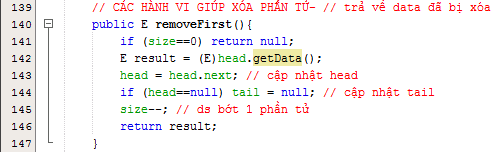 139 // CÁC HÀNH VI GIÚP XÓA PHẦN TỬ- // trả về data đã bị xóa
140 public E removeFirst(){
141 if (size==0) return null;
142 E result = (E)head.getData();
143 head = head.next; // cập nhật head
144 if (head==null) tail = null; // cập nhật tail
145 size--; // ds bớt 1 phần tử
146 return result;
147 }